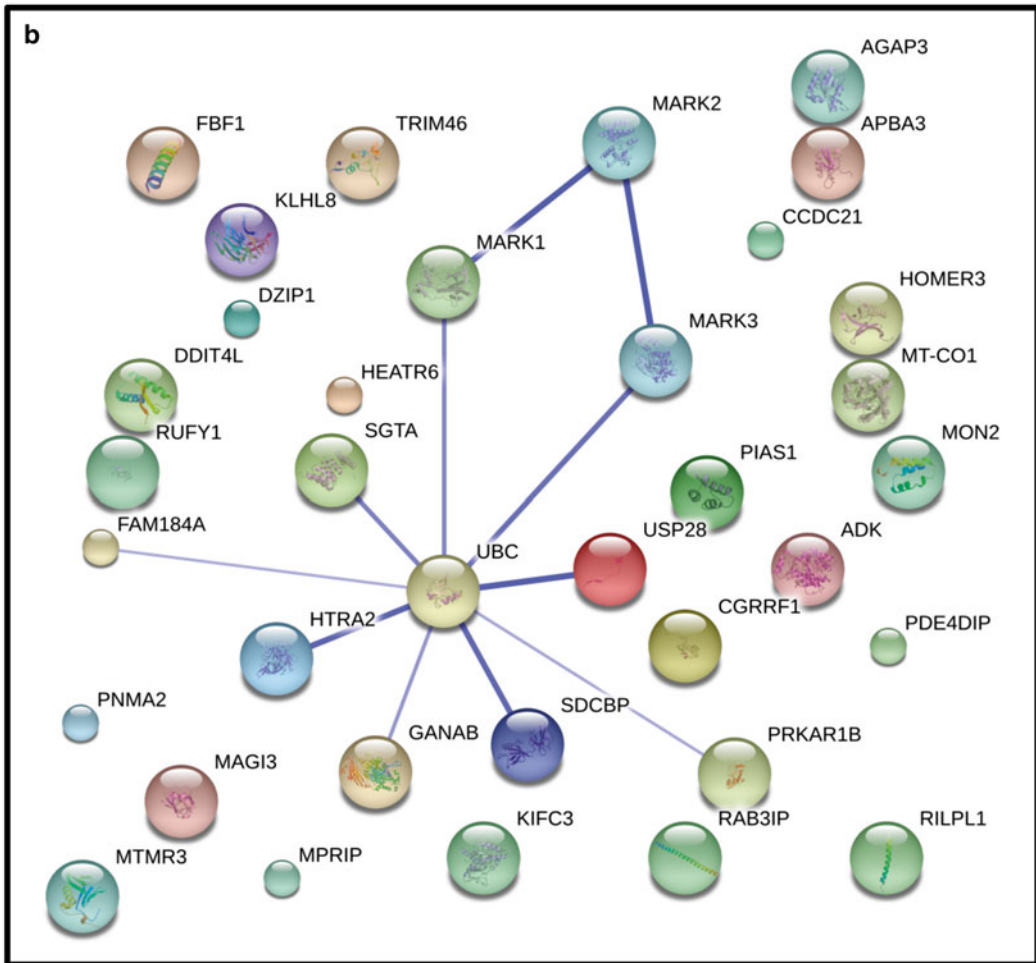 b
AGAP3
MARK2
FBF1
TRIM46
APBA3
KLHL8
CCDC21
MARK1
HOMER3
DZIP1
MARK3
DDIT4L
MT-CO1
HEATR6
RUFY1
SGTA
MON2
PIAS1
FAM184A
USP28
ADK
UBC
CGRRF1
HTRA2
PDE4DIP
PNMA2
SDCBP
GANAB
PRKAR1B
MAGI3
KIFC3
RAB3IP
RILPL1
MTMR3
MPRIP